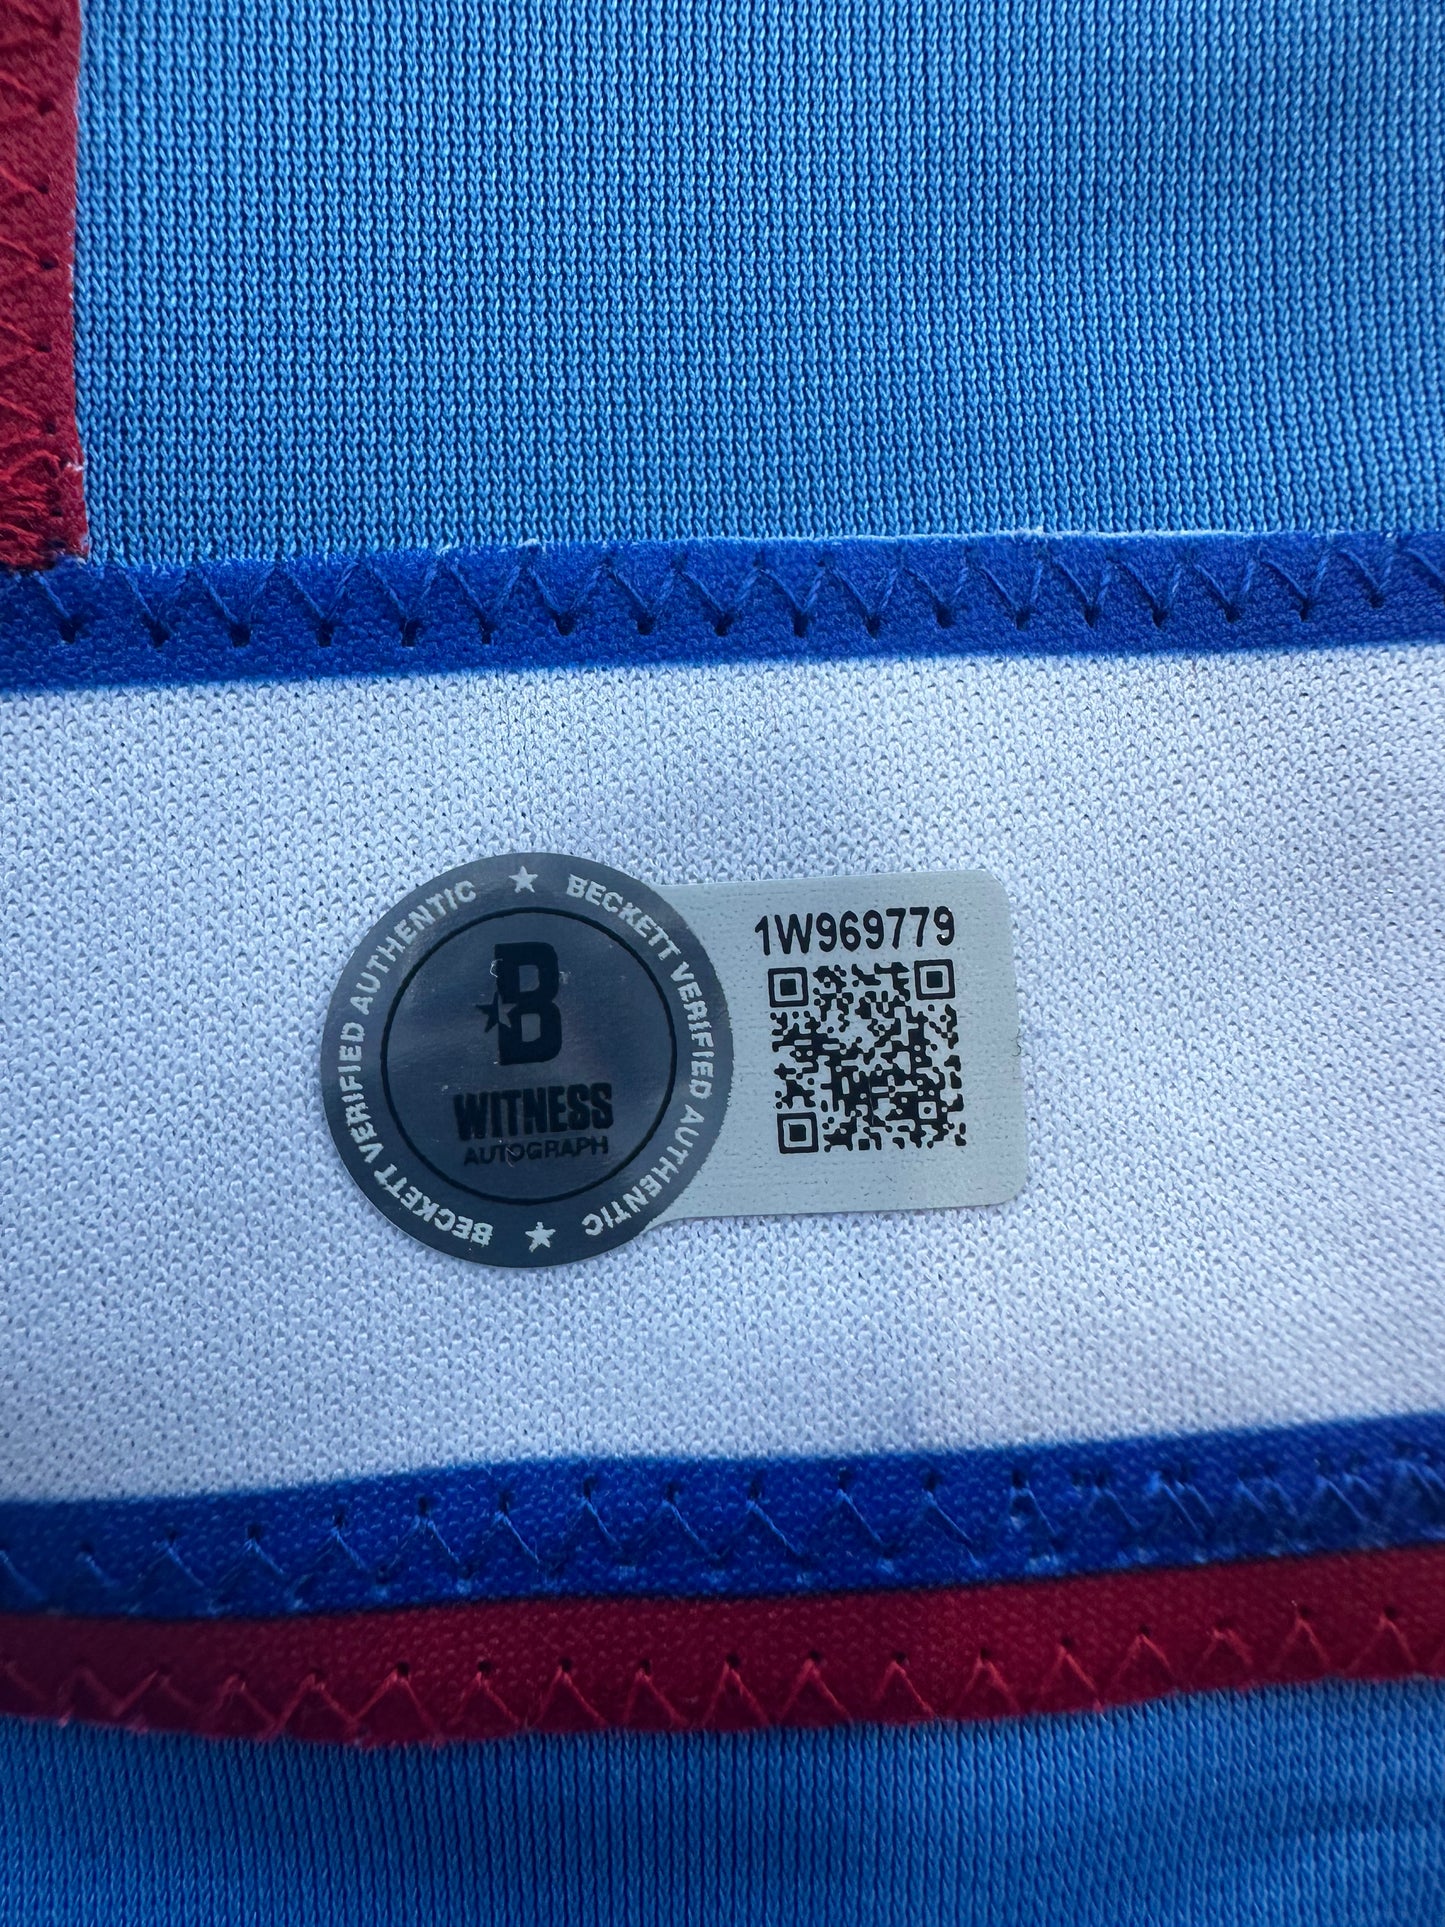 BECKETT VERIFIED AUTHENTIC ★ BECKETT VERIFIED AUTHENTIC ★
B
WITNESS
AUTOGRAPH
1W969779